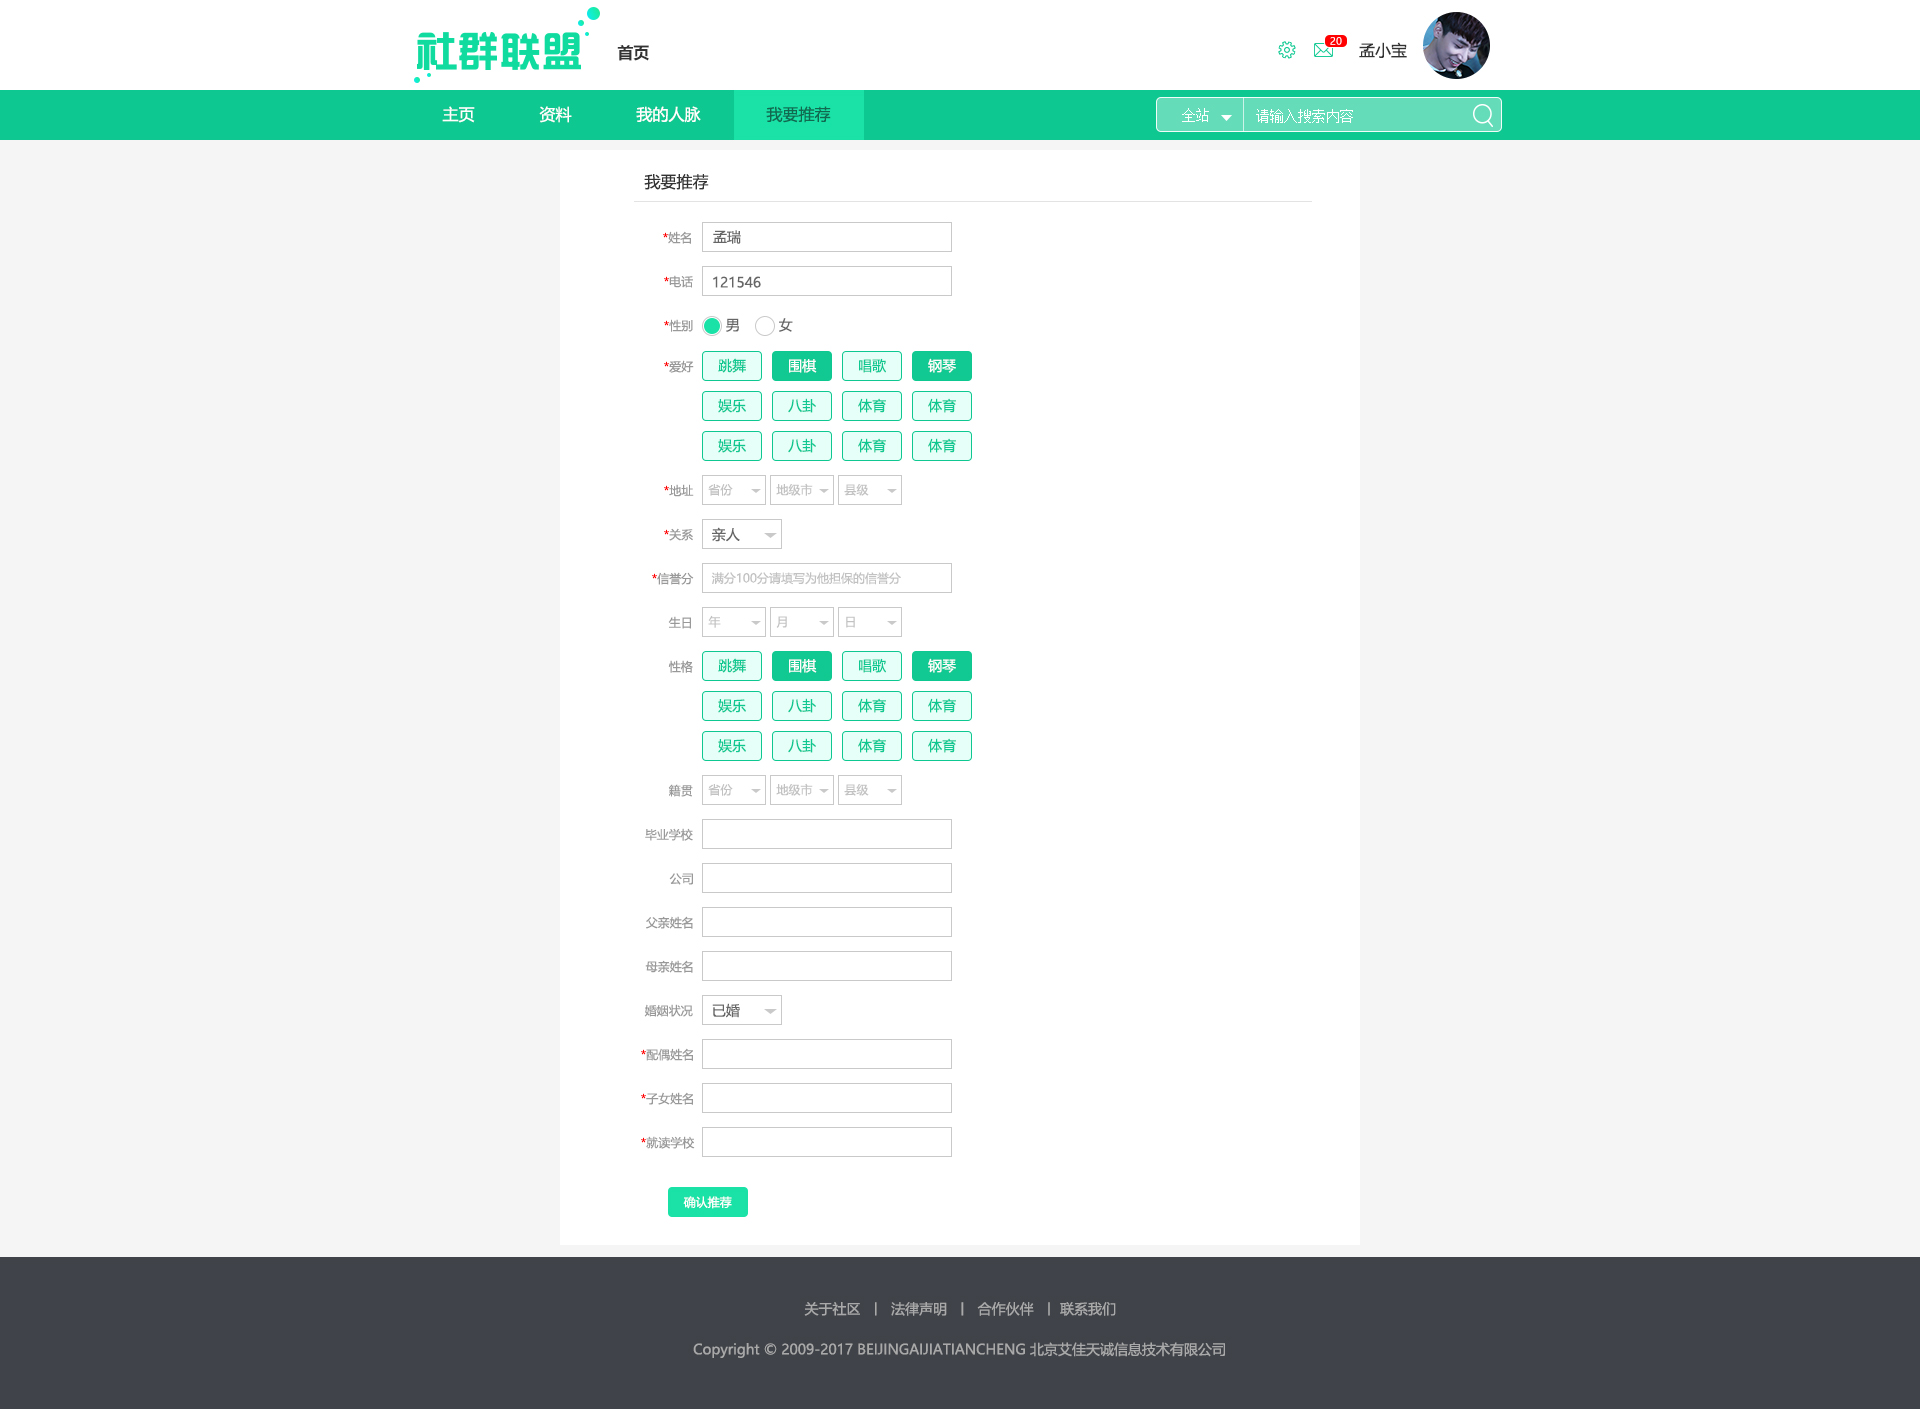 社群联盟 首页 20 孟小宝
主页 资料 我的人脉 我要推荐 全站 请输入搜索内容
我要推荐
*姓名 孟瑞
*电话 121546
*性别 男 女
*爱好 跳舞 围棋 唱歌 钢琴
娱乐 八卦 体育 体育
娱乐 八卦 体育 体育
*地址 省份 地级市 县级
*关系 亲人
*信誉分 满分100分请填写为他担保的信誉分
生日 年 月 日
性格 跳舞 围棋 唱歌 钢琴
娱乐 八卦 体育 体育
娱乐 八卦 体育 体育
籍贯 省份 地级市 县级
毕业学校
公司
父亲姓名
母亲姓名
婚姻状况 已婚
*配偶姓名
*子女姓名
*就读学校
确认推荐
关于社区 | 法律声明 | 合作伙伴 | 联系我们
Copyright © 2009-2017 BEIJINGAIJIATIANCHENG 北京艾佳天诚信息技术有限公司